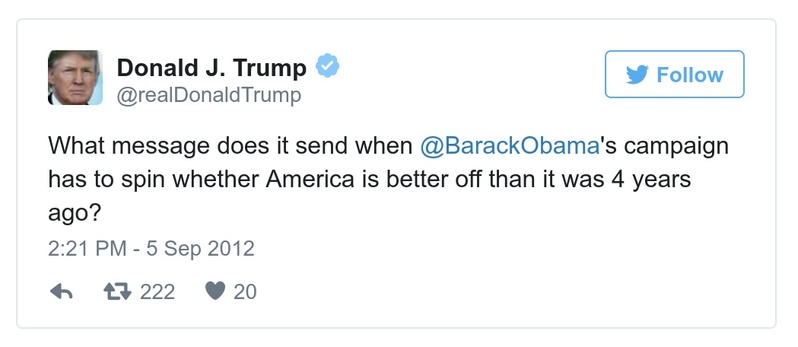 Donald J. Trump
@realDonaldTrump
Follow
What message does it send when @BarackObama's campaign
has to spin whether America is better off than it was 4 years
ago?
2:21 PM - 5 Sep 2012
222 20